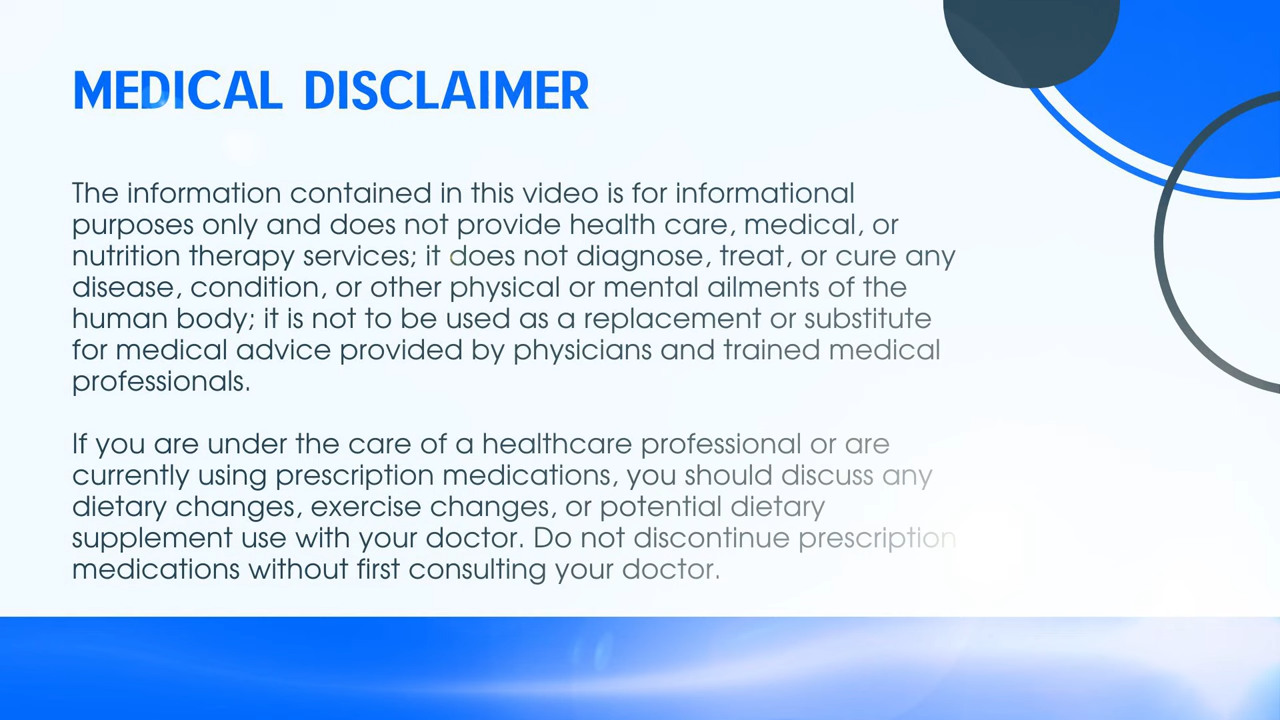 MEDICAL DISCLAIMER
The information contained in this video is for informational
purposes only and does not provide health care, medical, or
nutrition therapy services; it does not diagnose, treat, or cure any
disease, condition, or other physical or mental ailments of the
human body; it is not to be used as a replacement or substitute
for medical advice provided by physicians and trained medical
professionals.
If you are under the care of a healthcare professional or are
currently using prescription medications, you should discuss any
dietary changes, exercise changes, or potential dietary
supplement use with your doctor. Do not discontinue prescription
medications without first consulting your doctor.